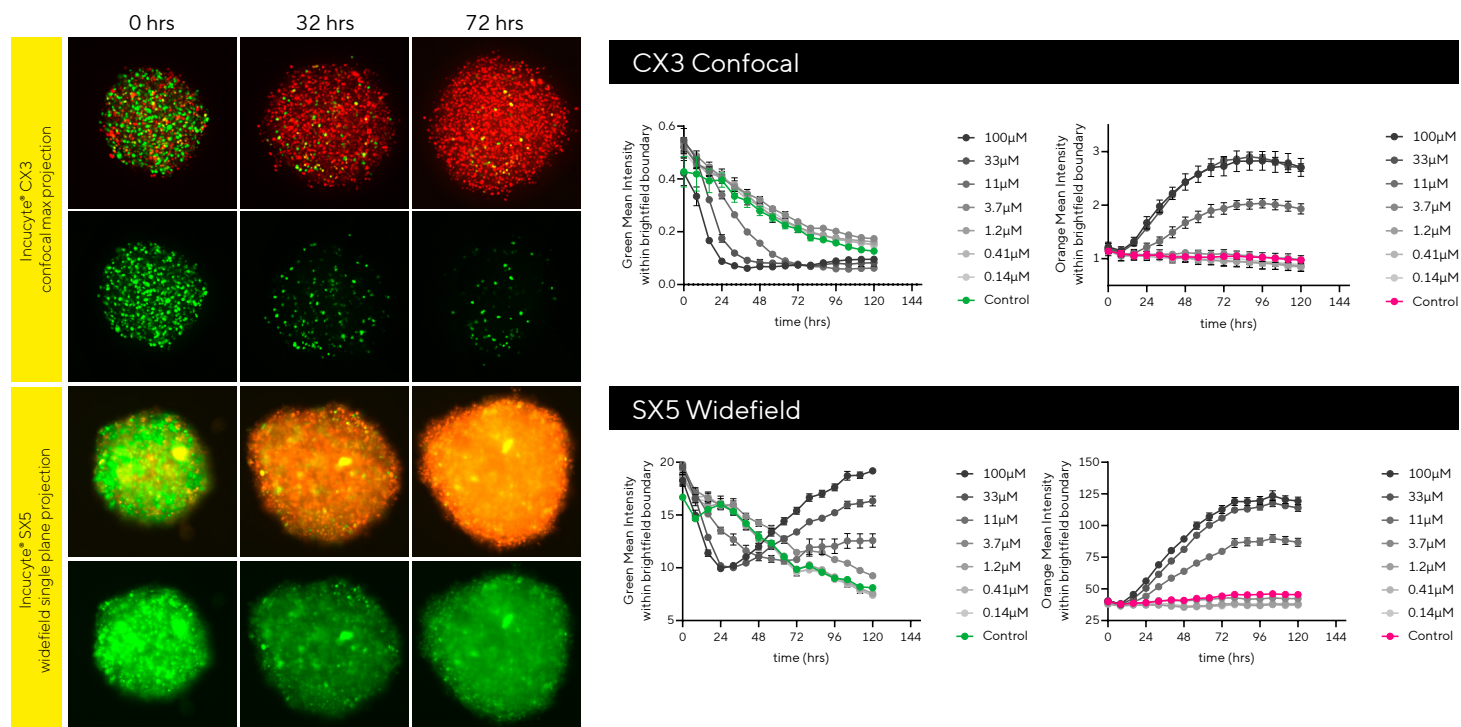 0 hrs
32 hrs
72 hrs
Incucyte® CX3
confocal max projection
Incucyte® SX5
widefield single plane projection
CX3 Confocal
Green Mean Intensity
within brightfield boundary
0.6
0.4
0.2
0.0
0 24 48 72 96 120 144
time (hrs)
100µM
33µM
11µM
3.7µM
1.2µM
0.41µM
0.14µM
Control
Orange Mean Intensity
within brightfield boundary
3
2
1
0 24 48 72 96 120 144
time (hrs)
100µM
33µM
11µM
3.7µM
1.2µM
0.41µM
0.14µM
Control
SX5 Widefield
Green Mean Intensity
within brightfield boundary
20
15
10
5
0 24 48 72 96 120 144
time (hrs)
100µM
33µM
11µM
3.7µM
1.2µM
0.41µM
0.14µM
Control
Orange Mean Intensity
within brightfield boundary
150
125
100
75
50
25
0 24 48 72 96 120 144
time (hrs)
100µM
33µM
11µM
3.7µM
1.2µM
0.41µM
0.14µM
Control